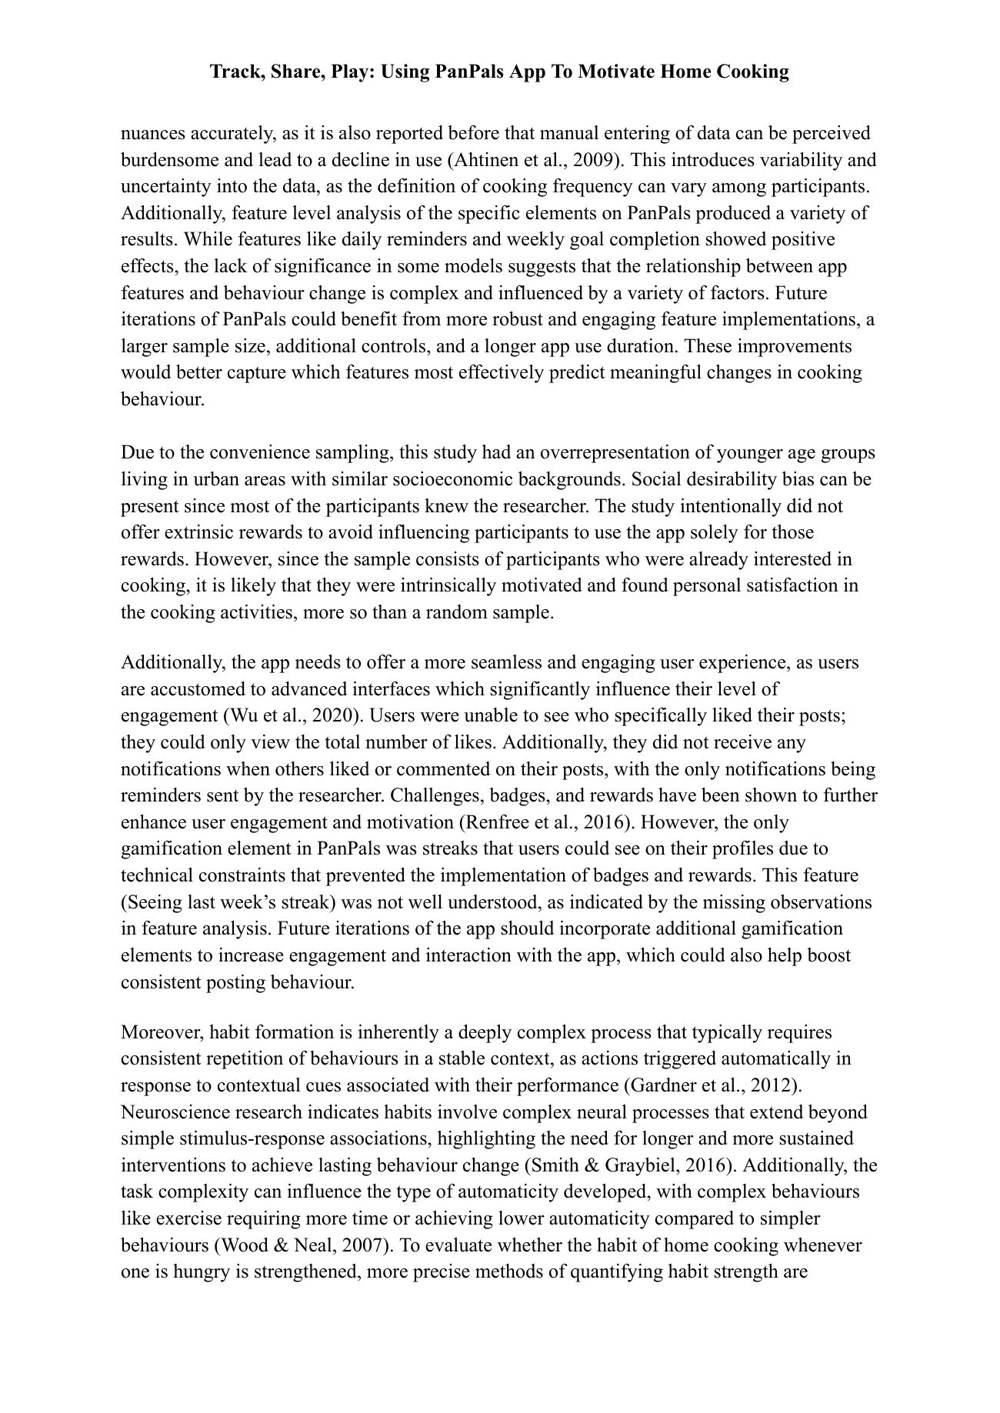 Track, Share, Play: Using PanPals App To Motivate Home Cooking
nuances accurately, as it is also reported before that manual entering of data can be perceived
burdensome and lead to a decline in use (Ahtinen et al., 2009). This introduces variability and
uncertainty into the data, as the definition of cooking frequency can vary among participants.
Additionally, feature level analysis of the specific elements on PanPals produced a variety of
results. While features like daily reminders and weekly goal completion showed positive
effects, the lack of significance in some models suggests that the relationship between app
features and behaviour change is complex and influenced by a variety of factors. Future
iterations of PanPals could benefit from more robust and engaging feature implementations, a
larger sample size, additional controls, and a longer app use duration. These improvements
would better capture which features most effectively predict meaningful changes in cooking
behaviour.
Due to the convenience sampling, this study had an overrepresentation of younger age groups
living in urban areas with similar socioeconomic backgrounds. Social desirability bias can be
present since most of the participants knew the researcher. The study intentionally did not
offer extrinsic rewards to avoid influencing participants to use the app solely for those
rewards. However, since the sample consists of participants who were already interested in
cooking, it is likely that they were intrinsically motivated and found personal satisfaction in
the cooking activities, more so than a random sample.
Additionally, the app needs to offer a more seamless and engaging user experience, as users
are accustomed to advanced interfaces which significantly influence their level of
engagement (Wu et al., 2020). Users were unable to see who specifically liked their posts;
they could only view the total number of likes. Additionally, they did not receive any
notifications when others liked or commented on their posts, with the only notifications being
reminders sent by the researcher. Challenges, badges, and rewards have been shown to further
enhance user engagement and motivation (Renfree et al., 2016). However, the only
gamification element in PanPals was streaks that users could see on their profiles due to
technical constraints that prevented the implementation of badges and rewards. This feature
(Seeing last week’s streak) was not well understood, as indicated by the missing observations
in feature analysis. Future iterations of the app should incorporate additional gamification
elements to increase engagement and interaction with the app, which could also help boost
consistent posting behaviour.
Moreover, habit formation is inherently a deeply complex process that typically requires
consistent repetition of behaviours in a stable context, as actions triggered automatically in
response to contextual cues associated with their performance (Gardner et al., 2012).
Neuroscience research indicates habits involve complex neural processes that extend beyond
simple stimulus-response associations, highlighting the need for longer and more sustained
interventions to achieve lasting behaviour change (Smith & Graybiel, 2016). Additionally, the
task complexity can influence the type of automaticity developed, with complex behaviours
like exercise requiring more time or achieving lower automaticity compared to simpler
behaviours (Wood & Neal, 2007). To evaluate whether the habit of home cooking whenever
one is hungry is strengthened, more precise methods of quantifying habit strength are